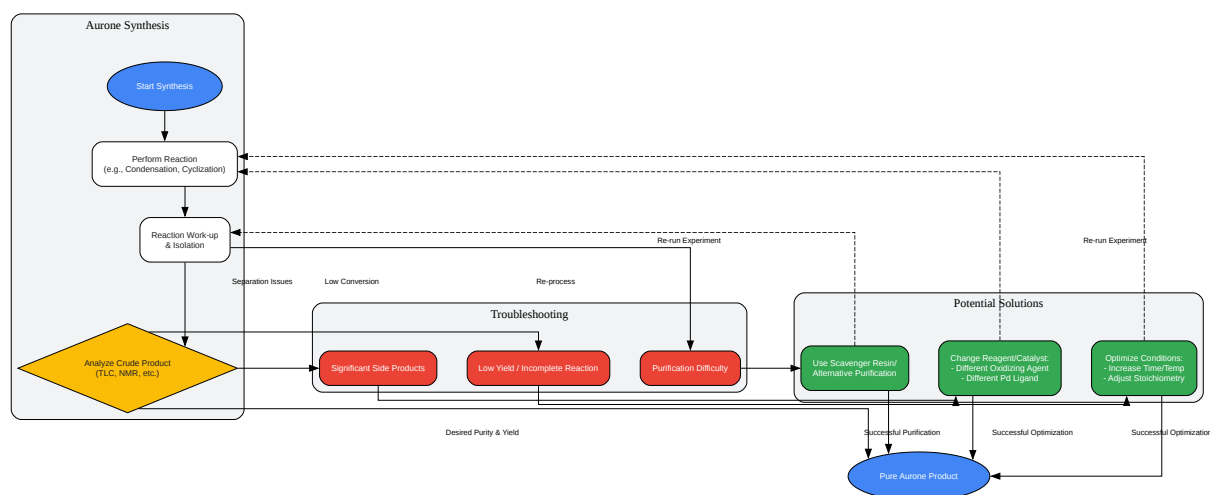 Aurone Synthesis
Start Synthesis
Perform Reaction
(e.g., Condensation, Cyclization)
Reaction Work-up
& Isolation
Re-run Experiment
Re-run Experiment
Separation Issues
Low Conversion
Re-process
Troubleshooting
Potential Solutions
Analyze Crude Product
(TLC, NMR, etc.)
Significant Side Products
Low Yield / Incomplete Reaction
Purification Difficulty
Use Scavenger Resin/
Alternative Purification
Change Reagent/Catalyst:
- Different Oxidizing Agent
- Different Pd Ligand
Optimize Conditions:
- Increase Time/Temp
- Adjust Stoichiometry
Desired Purity & Yield
Successful Purification
Successful Optimization
Successful Optimization
Pure Aurone Product